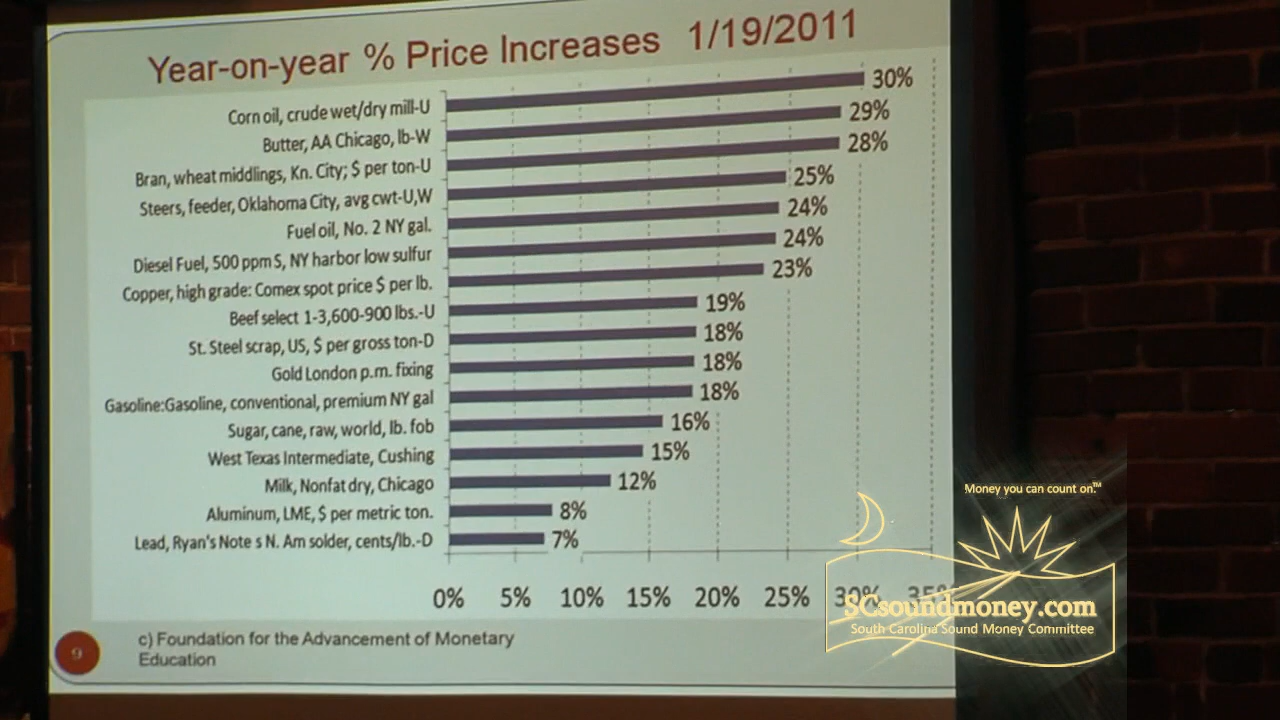 Year-on-year % Price Increases 1/19/2011
Corn oil, crude wet/dry mill-U 30%
Butter, AA Chicago, lb-W 29%
Bran, wheat middlings, Kn. City; $ per ton-U 28%
Steers, feeder, Oklahoma City, avg cwt-U,W 25%
Fuel oil, No. 2 NY gal. 24%
Diesel Fuel, 500 ppm S, NY harbor low sulfur 24%
Copper, high grade: Comex spot price $ per lb. 23%
Beef select 1-3,600-900 lbs.-U 19%
St. Steel scrap, US, $ per gross ton-D 18%
Gold London p.m. fixing 18%
Gasoline:Gasoline, conventional, premium NY gal 18%
Sugar, cane, raw, world, lb. fob 16%
West Texas Intermediate, Cushing 15%
Milk, Nonfat dry, Chicago 12%
Aluminum, LME, $ per metric ton. 8%
Lead, Ryan's Note s N. Am solder, cents/lb.-D 7%
0% 5% 10% 15% 20% 25% 30% 35%
9
c) Foundation for the Advancement of Monetary
Education
Money you can count on.™
SCsoundmoney.com
South Carolina Sound Money Committee